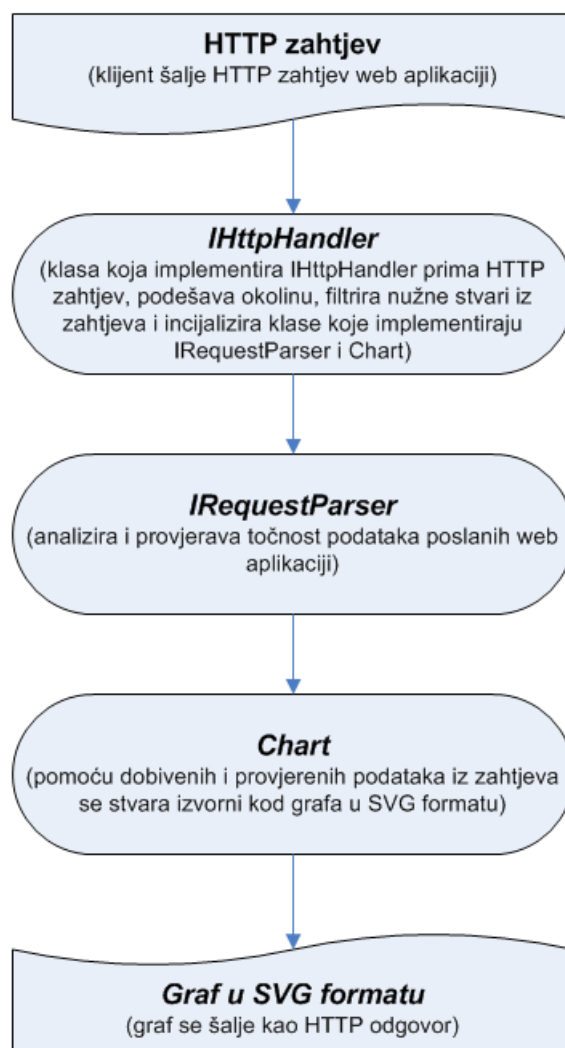 HTTP zahtjev
(klijent šalje HTTP zahtjev web aplikaciji)
IHttpHandler
(klasa koja implementira IHttpHandler prima HTTP
zahtjev, podešava okolinu, filtrira nužne stvari iz
zahtjeva i incijalizira klase koje implementiraju
IRequestParser i Chart)
IRequestParser
(analizira i provjerava točnost podataka poslanih web
aplikaciji)
Chart
(pomoću dobivenih i provjerenih podataka iz zahtjeva
se stvara izvorni kod grafa u SVG formatu)
Graf u SVG formatu
(graf se šalje kao HTTP odgovor)